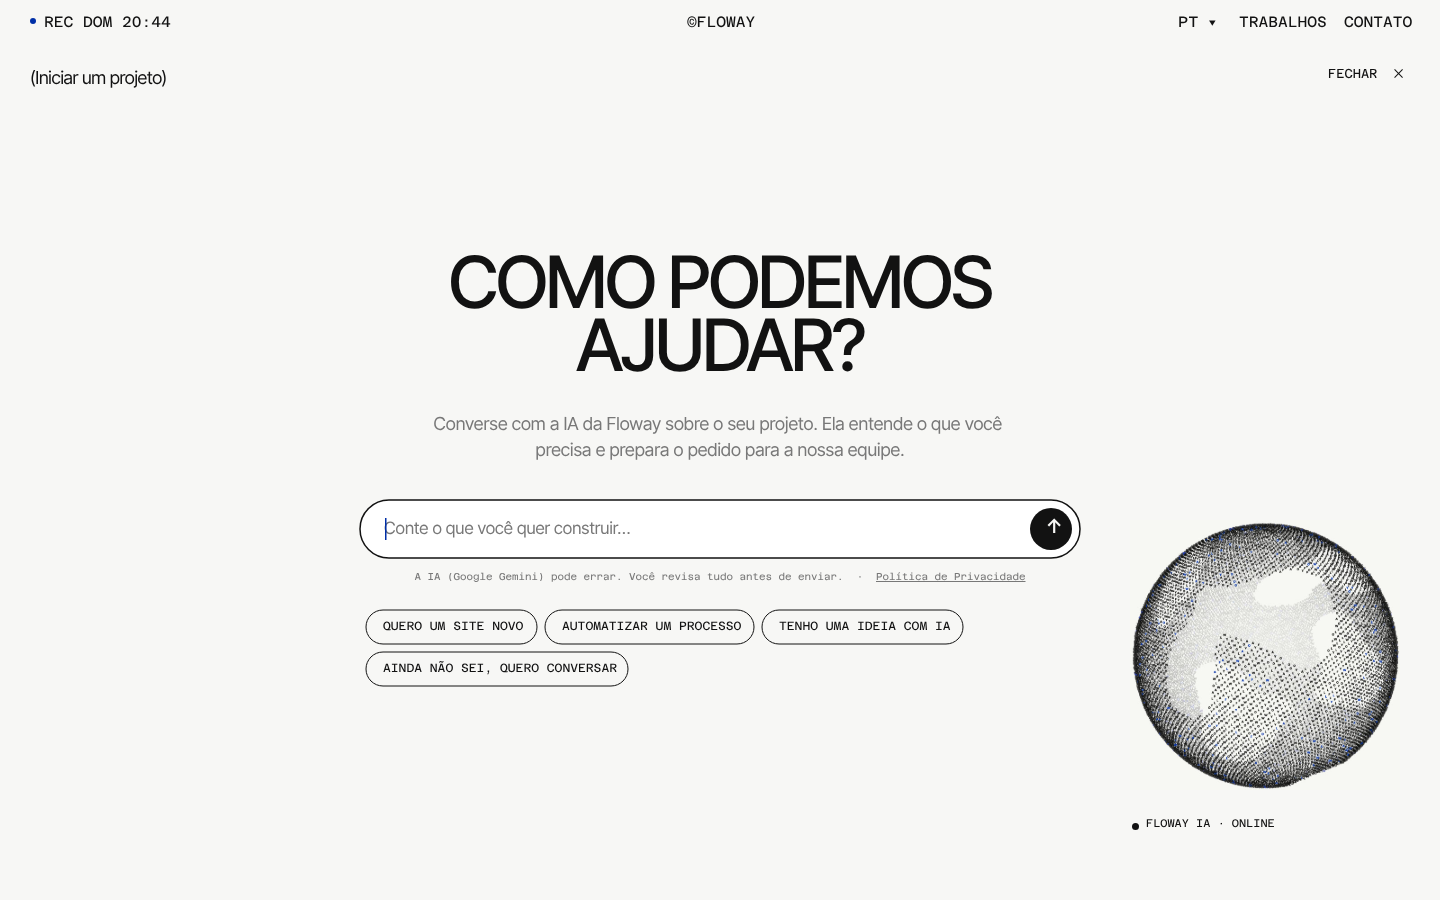 REC DOM 20:44
©FLOWAY
PT ▾ TRABALHOS CONTATO
(Iniciar um projeto)
FECHAR ×
COMO PODEMOS
AJUDAR?
Converse com a IA da Floway sobre o seu projeto. Ela entende o que você
precisa e prepara o pedido para a nossa equipe.
Conte o que você quer construir...
A IA (Google Gemini) pode errar. Você revisa tudo antes de enviar. · Política de Privacidade
QUERO UM SITE NOVO
AUTOMATIZAR UM PROCESSO
TENHO UMA IDEIA COM IA
AINDA NÃO SEI, QUERO CONVERSAR
FLOWAY IA · ONLINE